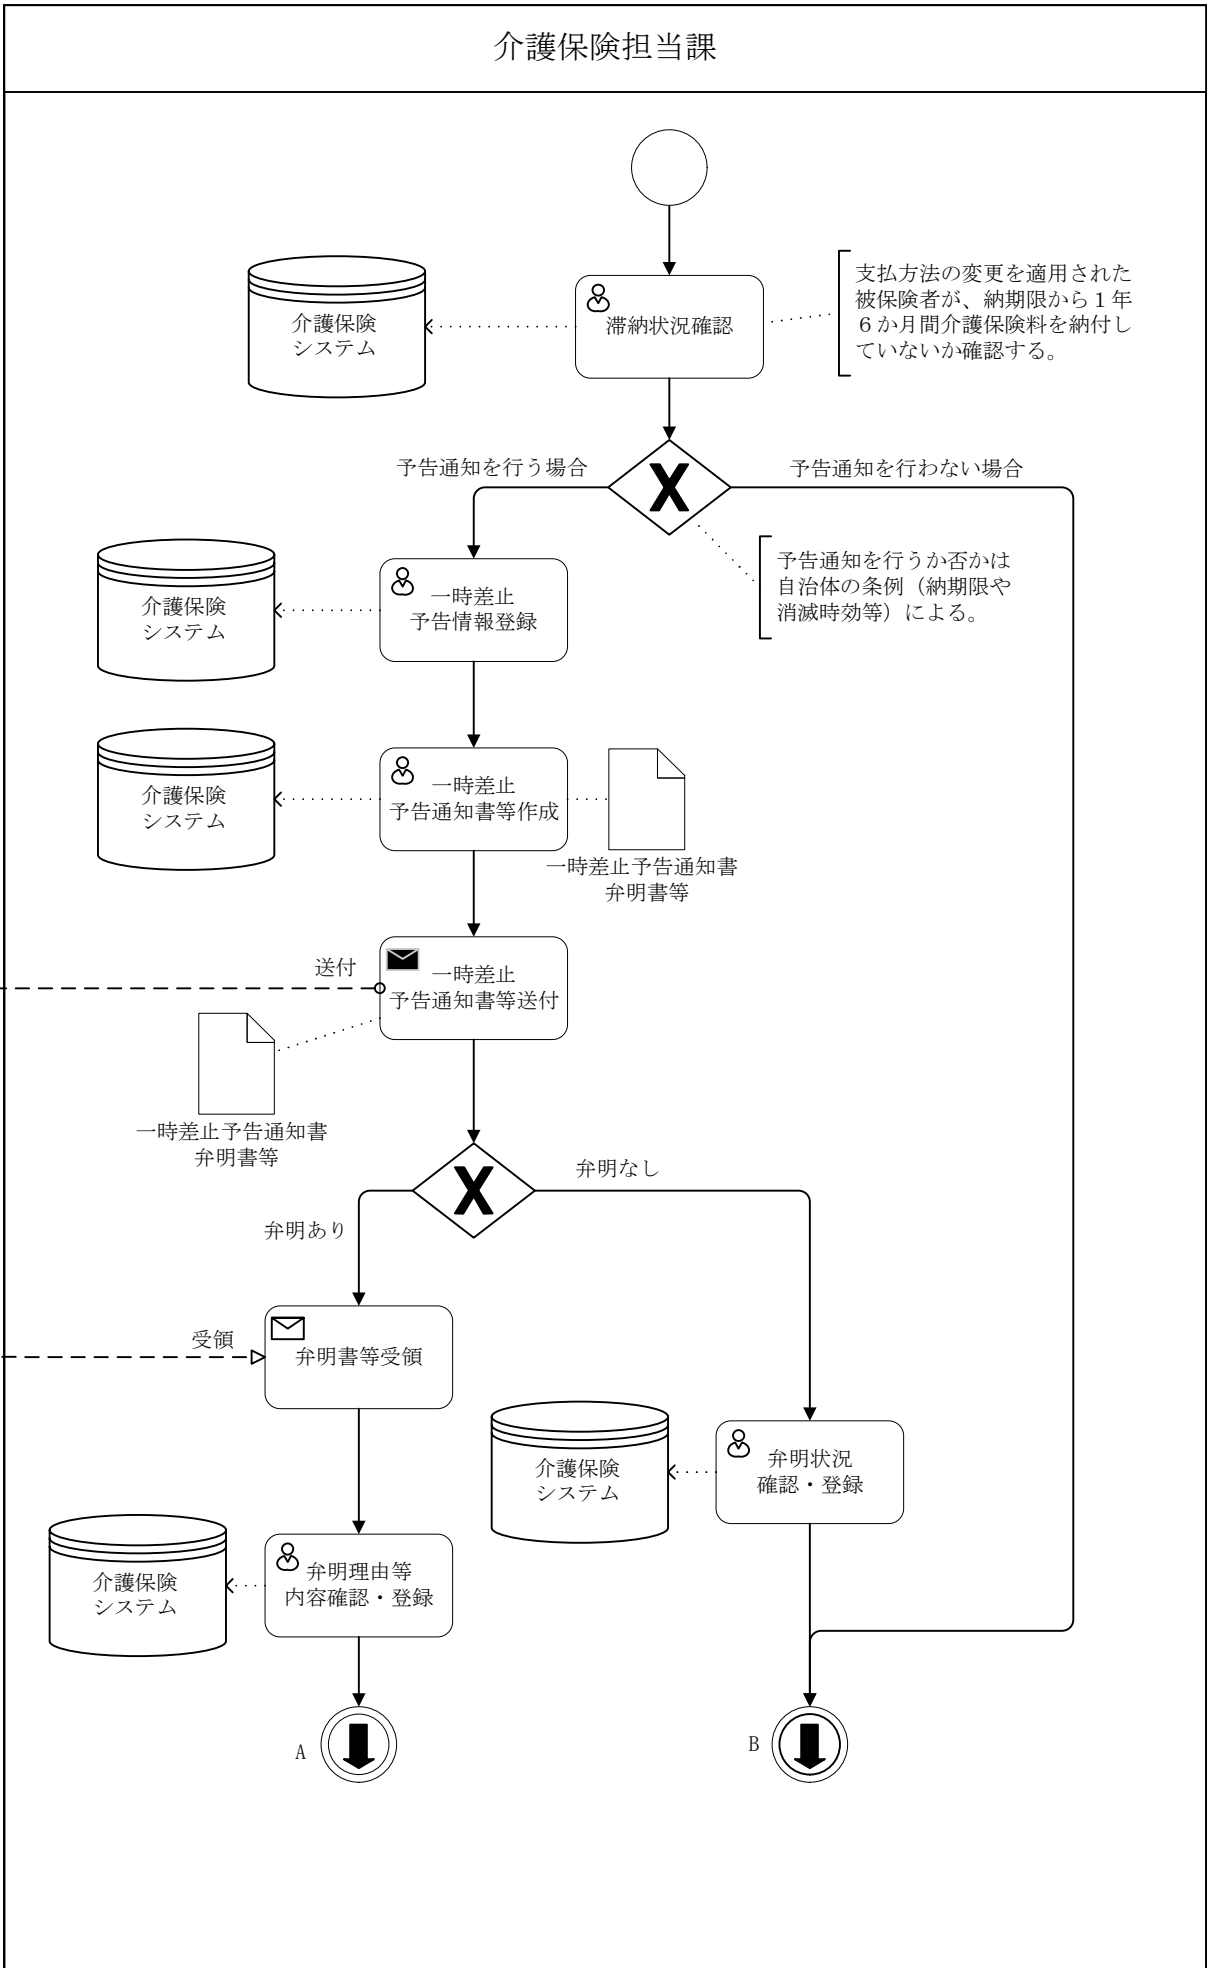 介護保険担当課
介護保険
システム
滞納状況確認
支払方法の変更を適用された
被保険者が、納期限から１年
６か月間介護保険料を納付し
ていないか確認する。
予告通知を行う場合
X
予告通知を行わない場合
予告通知を行うか否かは
自治体の条例（納期限や
消滅時効等）による。
介護保険
システム
一時差止
予告情報登録
介護保険
システム
一時差止
予告通知書等作成
一時差止予告通知書
弁明書等
送付
一時差止
予告通知書等送付
一時差止予告通知書
弁明書等
X
弁明なし
弁明あり
受領
弁明書等受領
介護保険
システム
弁明状況
確認・登録
介護保険
システム
弁明理由等
内容確認・登録
A
B